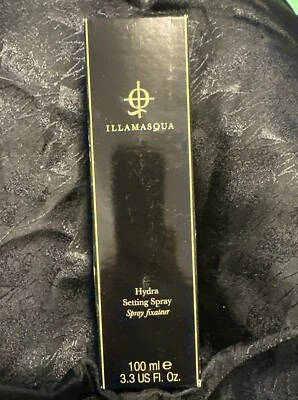 ILLAMASQUA
Hydra
Setting Spray
Spray fixateur
100 ml e
3.3 US Fl. Oz.